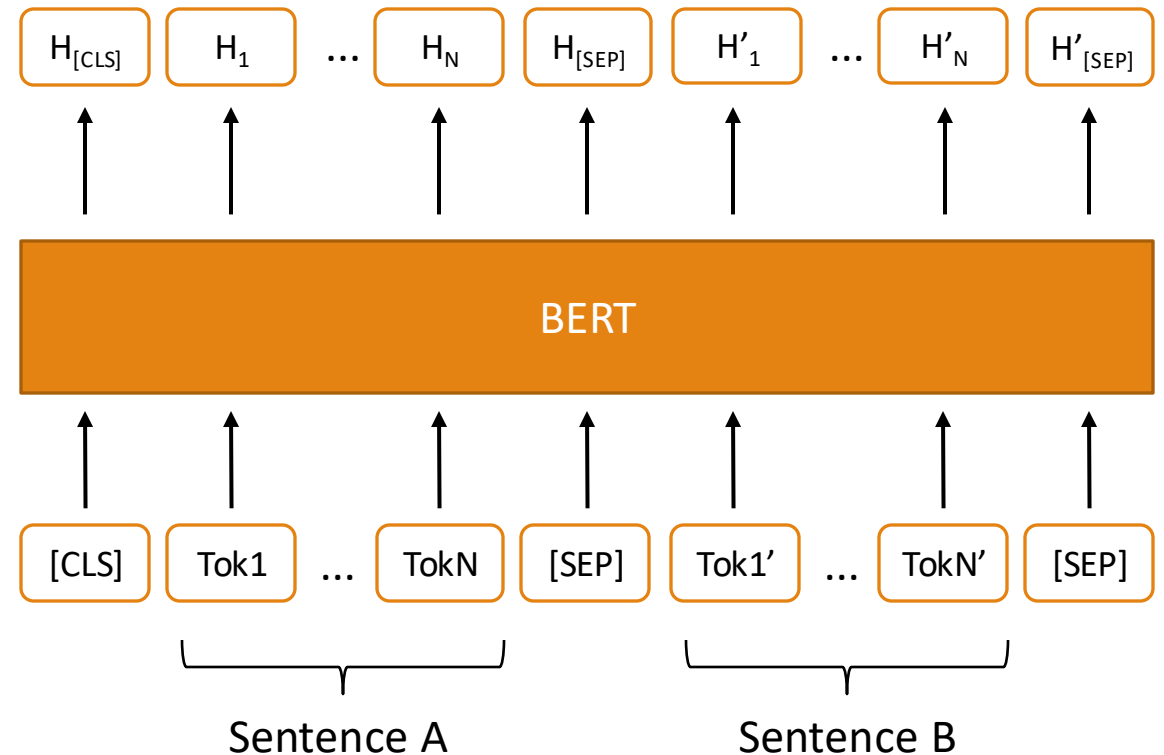 H[CLS] H1 ... HN H[SEP] H’1 ... H’N H’[SEP]
BERT
[CLS] Tok1 ... TokN [SEP] Tok1’ ... TokN’ [SEP]
Sentence A Sentence B